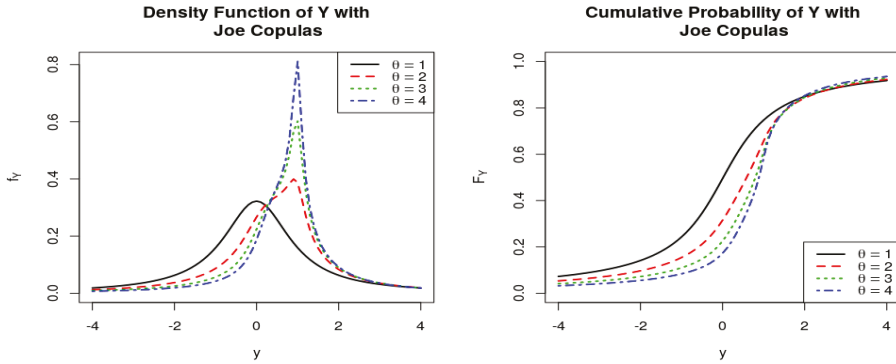 Density Function of Y with
Joe Copulas
0.8
0.6
0.4
0.2
0.0
fY
θ = 1
θ = 2
θ = 3
θ = 4
-4
-2
0
2
4
y
Cumulative Probability of Y with
Joe Copulas
1.0
0.8
0.6
0.4
0.2
0.0
FY
θ = 1
θ = 2
θ = 3
θ = 4
-4
-2
0
2
4
y